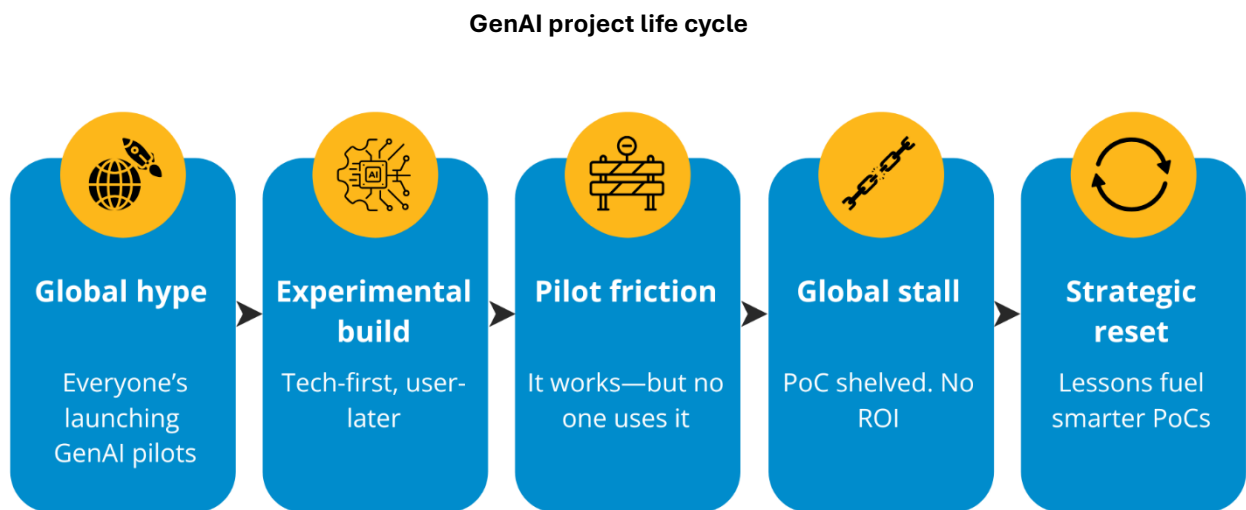 GenAI project life cycle
AI
Global hype
Everyone's
launching
GenAI pilots
Experimental
build
Tech-first, user-
later
Pilot friction
It works—but no
one uses it
Global stall
PoC shelved. No
ROI
Strategic
reset
Lessons fuel
smarter PoCs